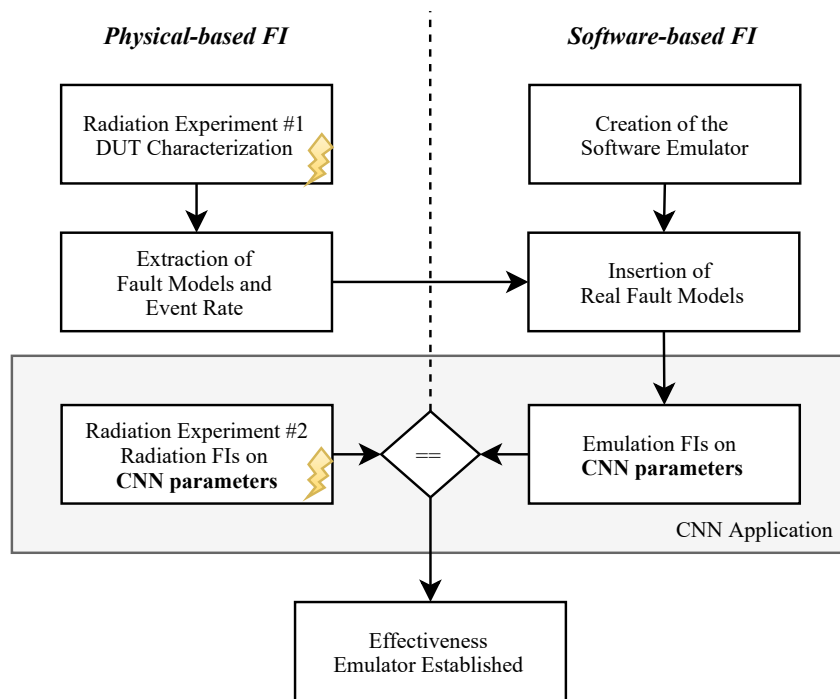 Physical-based FI
Software-based FI
Radiation Experiment #1
DUT Characterization
Creation of the
Software Emulator
Extraction of
Fault Models and
Event Rate
Insertion of
Real Fault Models
Radiation Experiment #2
Radiation FIs on
CNN parameters
==
Emulation FIs on
CNN parameters
CNN Application
Effectiveness
Emulator Established